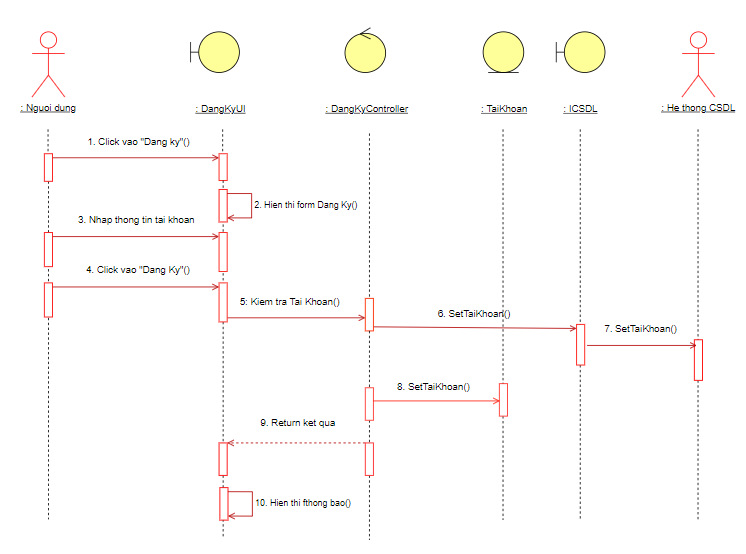 : Nguoi dung
: DangKyUI
: DangKyController
: TaiKhoan
: ICSDL
: He thong CSDL
1. Click vao "Dang ky"()
2. Hien thi form Dang Ky()
3. Nhap thong tin tai khoan
4. Click vao "Dang Ky"()
5: Kiem tra Tai Khoan()
6. SetTaiKhoan()
7. SetTaiKhoan()
8. SetTaiKhoan()
9. Return ket qua
10. Hien thi fthong bao()